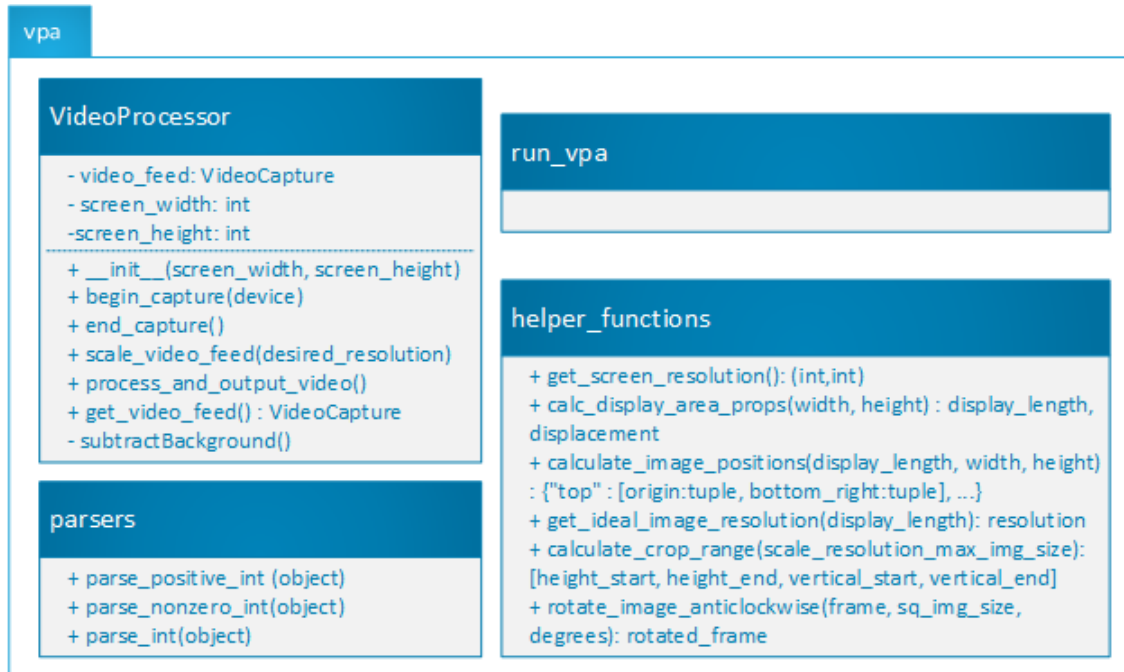 vpa
VideoProcessor
- video_feed: VideoCapture
- screen_width: int
-screen_height: int
+ __init__(screen_width, screen_height)
+ begin_capture(device)
+ end_capture()
+ scale_video_feed(desired_resolution)
+ process_and_output_video()
+ get_video_feed() : VideoCapture
- subtractBackground()
parsers
+ parse_positive_int (object)
+ parse_nonzero_int(object)
+ parse_int(object)
run_vpa
helper_functions
+ get_screen_resolution(): (int,int)
+ calc_display_area_props(width, height) : display_length,
displacement
+ calculate_image_positions(display_length, width, height)
: {"top" : [origin:tuple, bottom_right:tuple], ...}
+ get_ideal_image_resolution(display_length): resolution
+ calculate_crop_range(scale_resolution_max_img_size):
[height_start, height_end, vertical_start, vertical_end]
+ rotate_image_anticlockwise(frame, sq_img_size,
degrees): rotated_frame